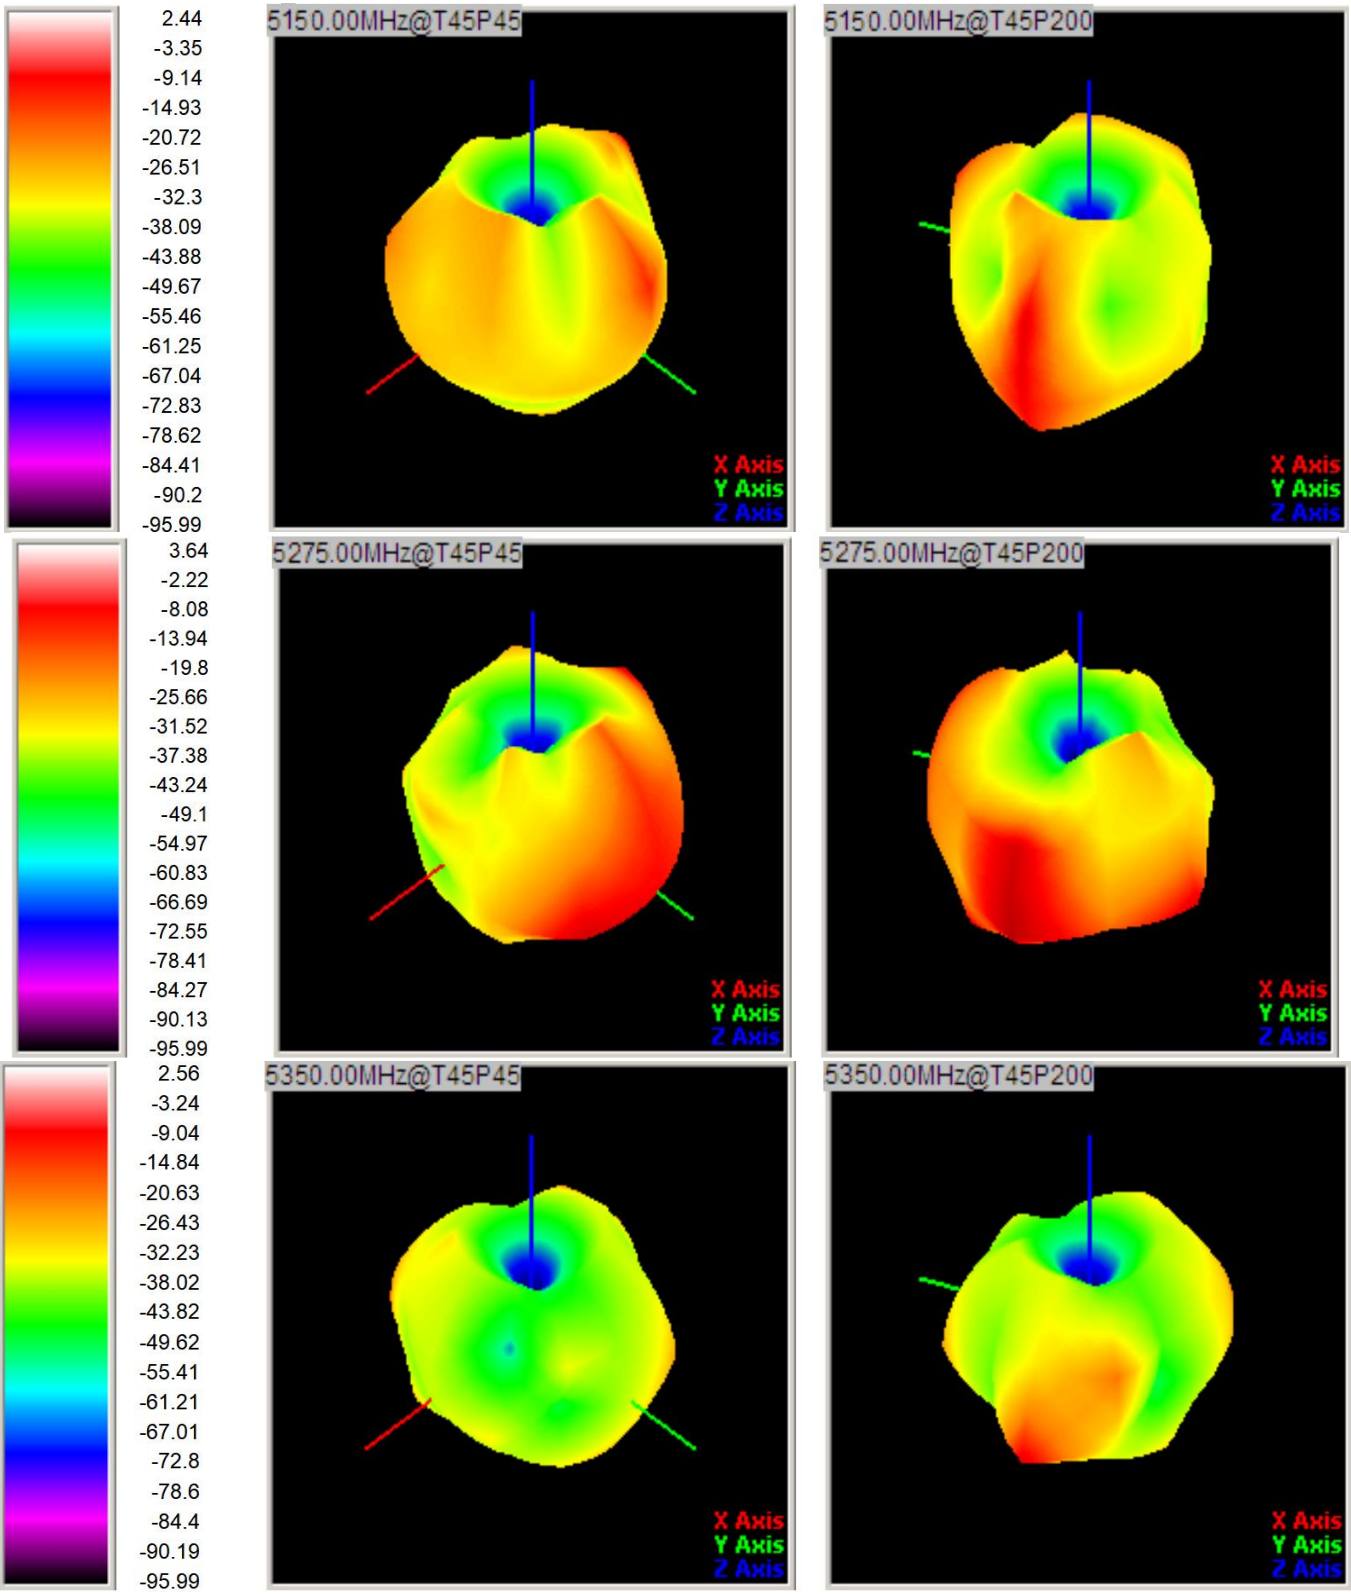 2.44
-3.35
-9.14
-14.93
-20.72
-26.51
-32.3
-38.09
-43.88
-49.67
-55.46
-61.25
-67.04
-72.83
-78.62
-84.41
-90.2
-95.99
5150.00MHz@T45P45
X Axis
Y Axis
Z Axis
5150.00MHz@T45P200
X Axis
Y Axis
Z Axis
3.64
-2.22
-8.08
-13.94
-19.8
-25.66
-31.52
-37.38
-43.24
-49.1
-54.97
-60.83
-66.69
-72.55
-78.41
-84.27
-90.13
-95.99
5275.00MHz@T45P45
X Axis
Y Axis
Z Axis
5275.00MHz@T45P200
X Axis
Y Axis
Z Axis
2.56
-3.24
-9.04
-14.84
-20.63
-26.43
-32.23
-38.02
-43.82
-49.62
-55.41
-61.21
-67.01
-72.8
-78.6
-84.4
-90.19
-95.99
5350.00MHz@T45P45
X Axis
Y Axis
Z Axis
5350.00MHz@T45P200
X Axis
Y Axis
Z Axis